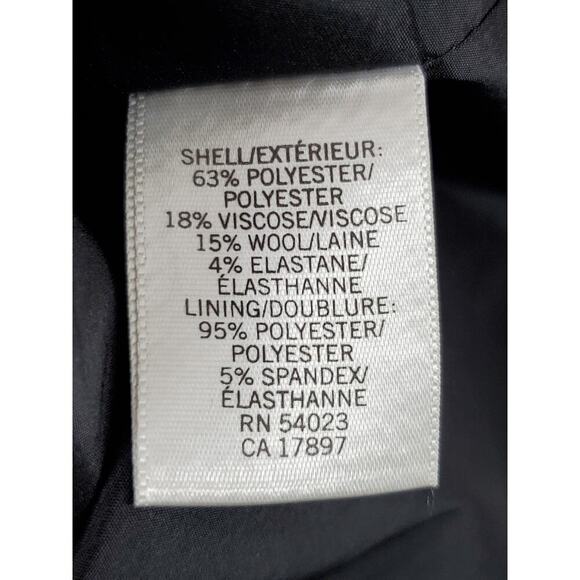 SHELL/EXTÉRIEUR:
63% POLYESTER/
POLYESTER
18% VISCOSE/VISCOSE
15% WOOL/LAINE
4% ELASTANE/
ÉLASTHANNE
LINING/DOUBLURE:
95% POLYESTER/
POLYESTER
5% SPANDEX/
ÉLASTHANNE
RN 54023
CA 17897